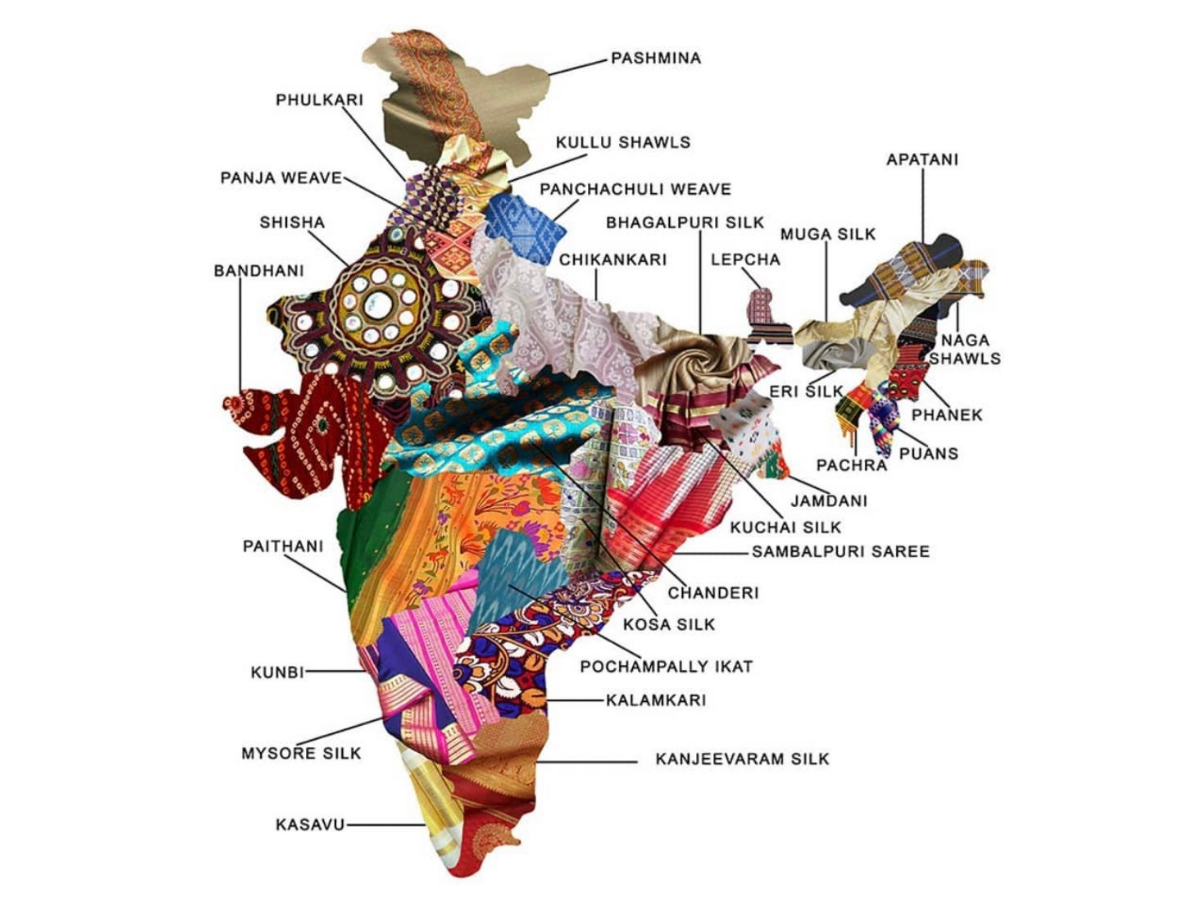 PASHMINA
PHULKARI
KULLU SHAWLS
APATANI
PANJA WEAVE
PANCHACHULI WEAVE
SHISHA
BHAGALPURI SILK
MUGA SILK
BANDHANI
CHIKANKARI
LEPCHA
NAGA
SHAWLS
ERI SILK
PHANEK
PUANS
PACHRA
JAMDANI
KUCHAI SILK
PAITHANI
SAMBALPURI SAREE
CHANDERI
KOSA SILK
POCHAMPALLY IKAT
KUNBI
KALAMKARI
MYSORE SILK
KANJEEVARAM SILK
KASAVU